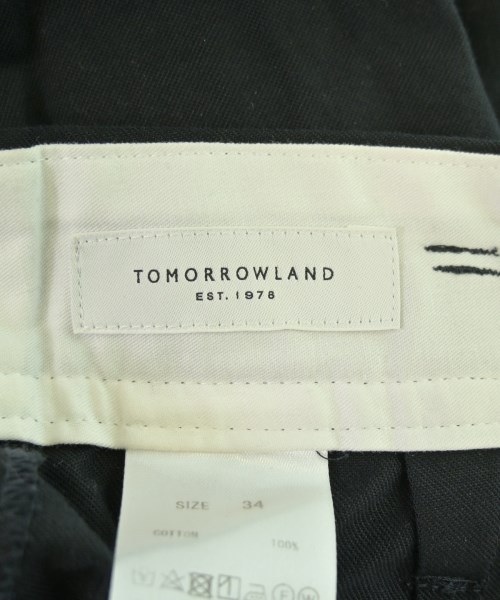 TOMORROWLAND
EST. 1978
SIZE 34
COTTON 100%